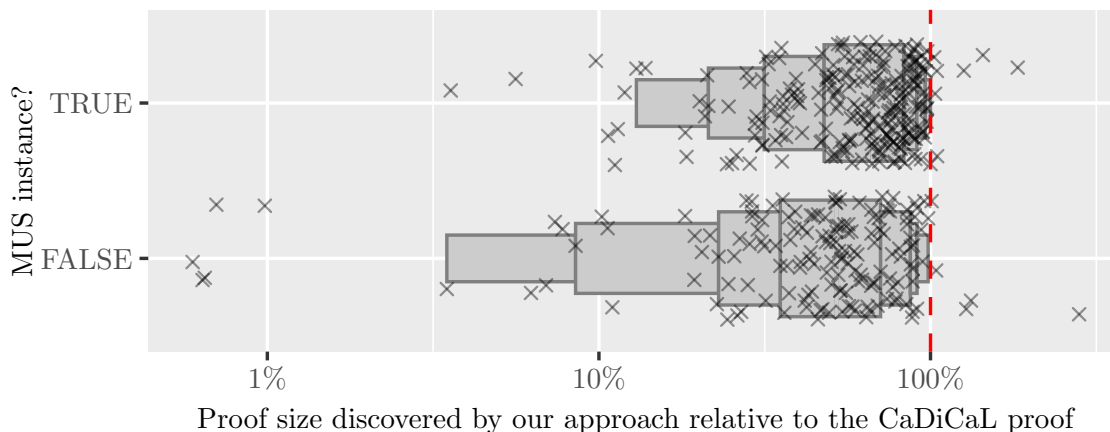 MUS instance?
TRUE
FALSE
1%
10%
100%
Proof size discovered by our approach relative to the CaDiCaL proof